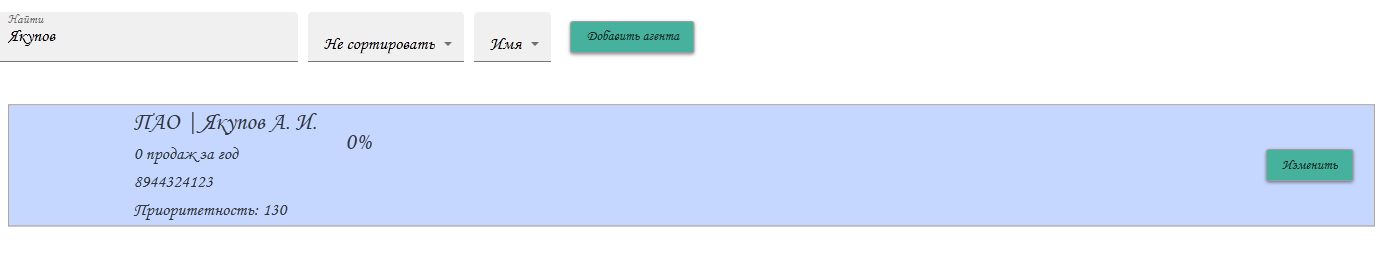 Найти
Якупов
Не сортировать
Имя
Добавить агента
ПАО | Якупов А. И.
0%
0 продаж за год
8944324123
Приоритетность: 130
Изменить